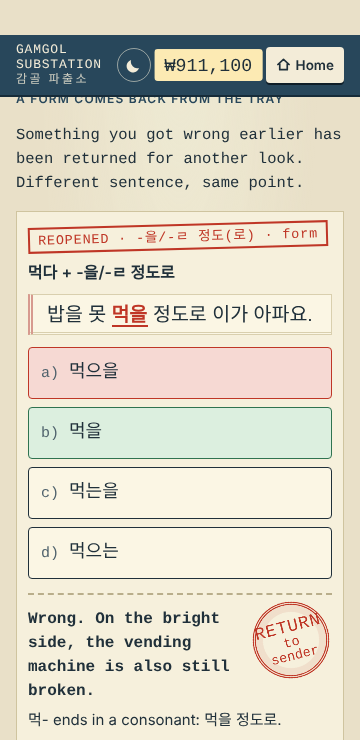 GAMGOL
SUBSTATION
감골 파출소
₩911,100
Home
A FORM COMES BACK FROM THE TRAY
Something you got wrong earlier has
been returned for another look.
Different sentence, same point.
REOPENED · -을/-ㄹ 정도(로) · form
먹다 + -을/-ㄹ 정도로
밥을 못 먹을 정도로 이가 아파요.
a) 먹으을
b) 먹을
c) 먹는을
d) 먹으는
Wrong. On the bright
side, the vending
machine is also still
broken.
RETURN
to
sender
먹- ends in a consonant: 먹을 정도로.